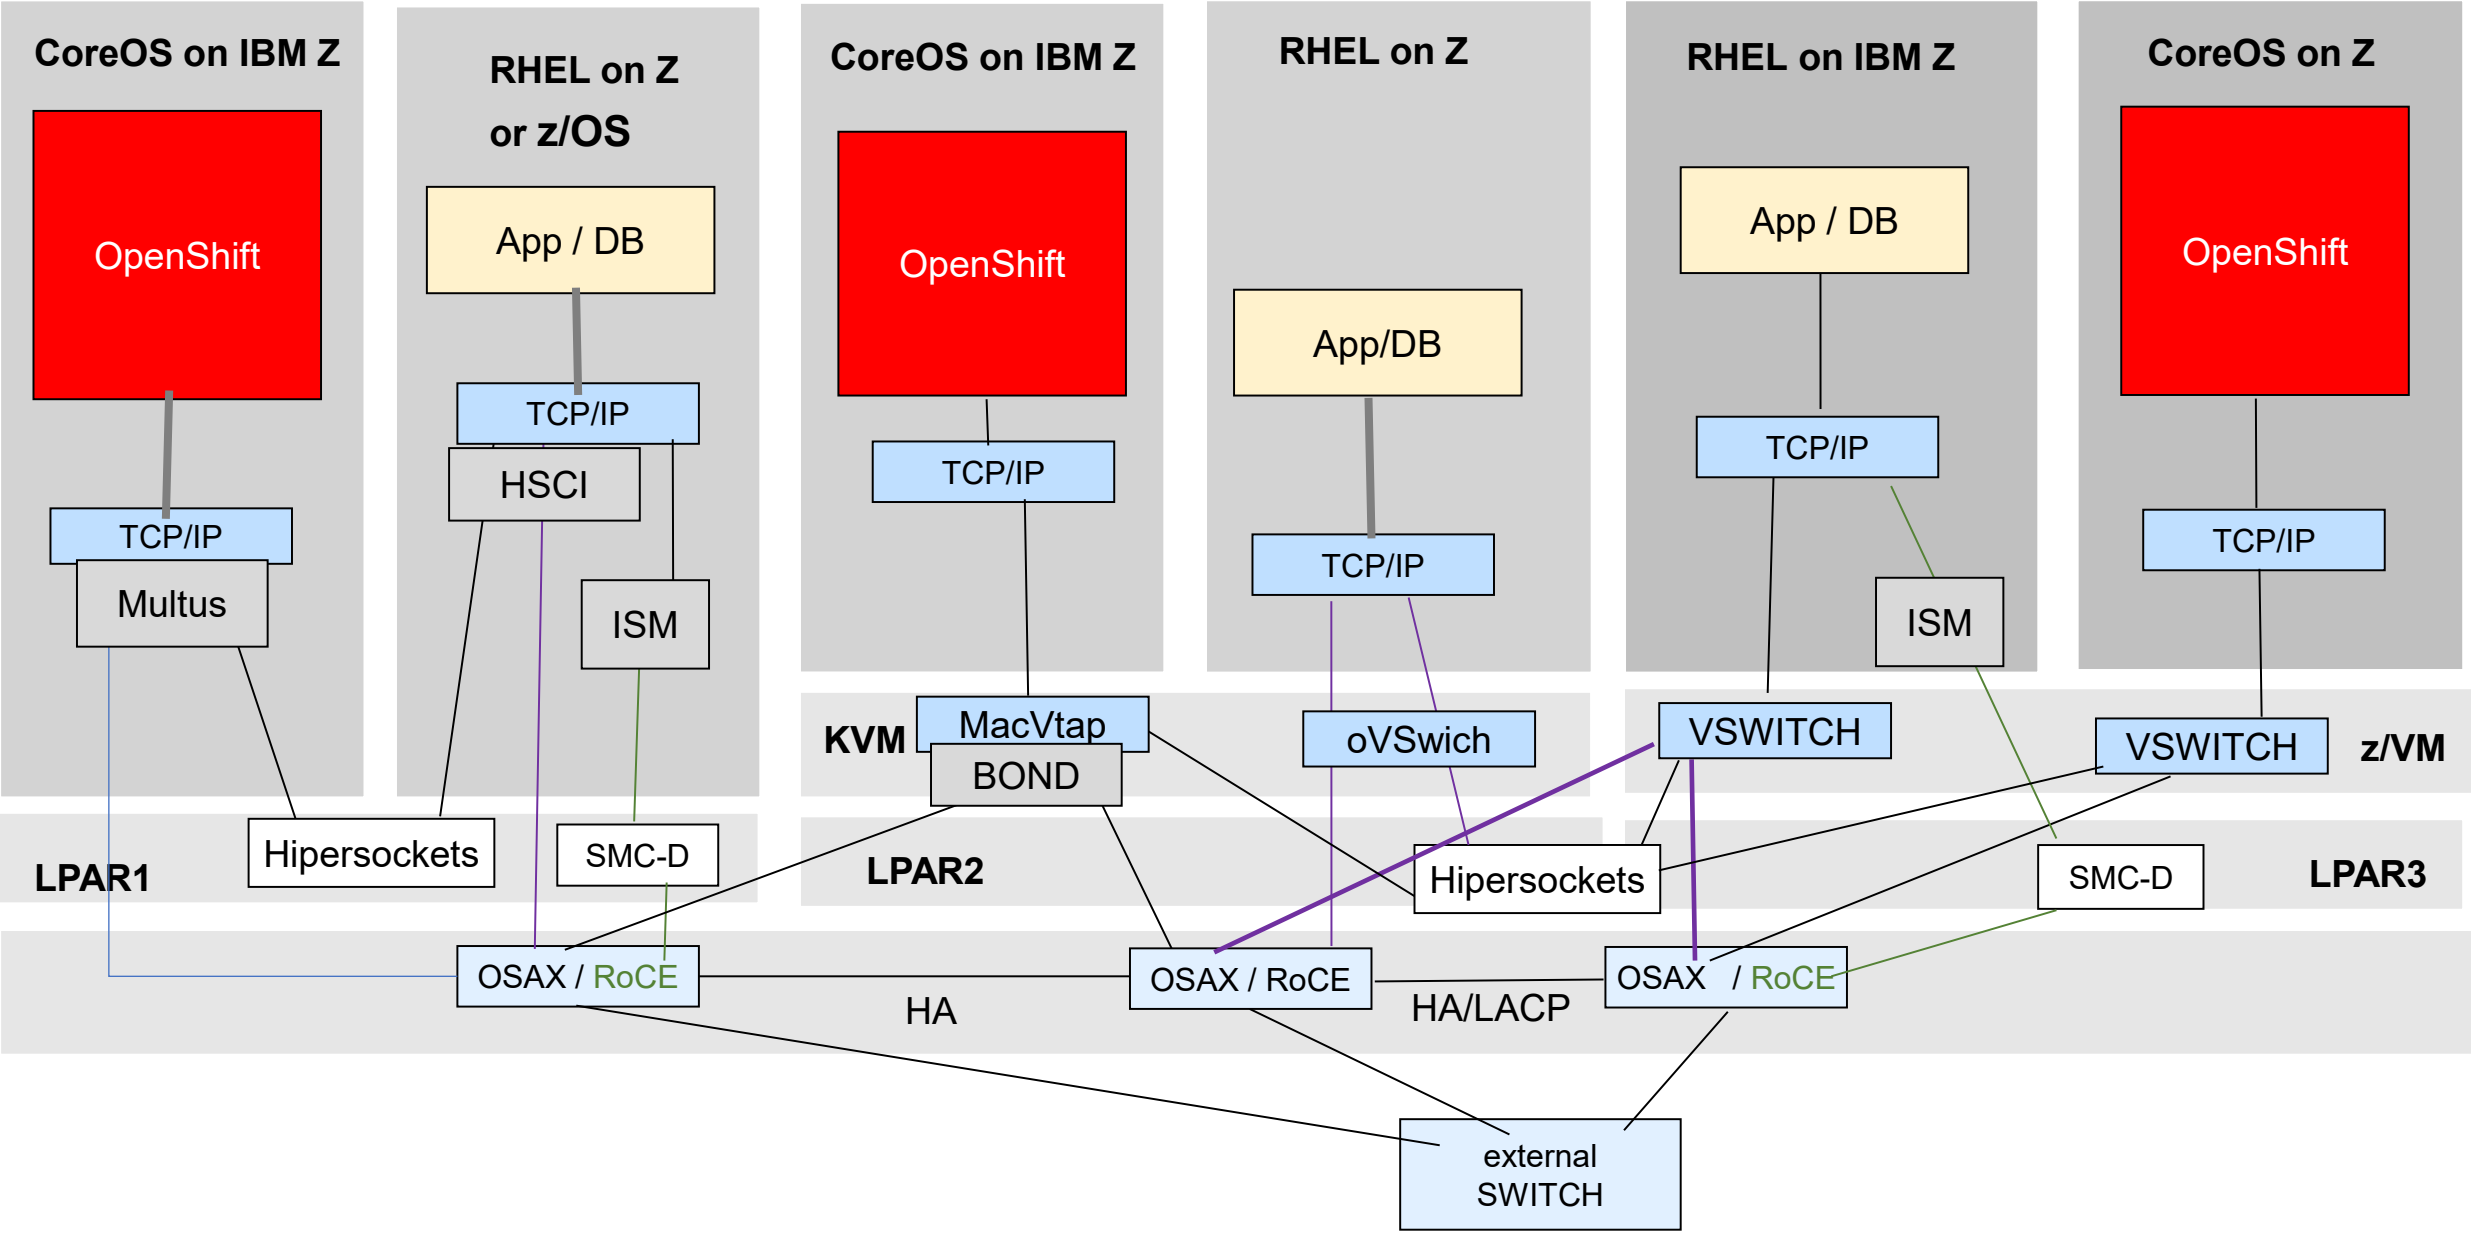 CoreOS on IBM Z
RHEL on Z
or z/OS
CoreOS on IBM Z
RHEL on Z
RHEL on IBM Z
CoreOS on Z
OpenShift
App / DB
OpenShift
App/DB
App / DB
OpenShift
TCP/IP
Multus
TCP/IP
HSCI
ISM
TCP/IP
TCP/IP
TCP/IP
ISM
TCP/IP
KVM
MacVtap
BOND
oVSwich
VSWITCH
VSWITCH
z/VM
LPAR1
Hipersockets
SMC-D
LPAR2
Hipersockets
SMC-D
LPAR3
OSAX / RoCE
HA
OSAX / RoCE
HA/LACP
OSAX / RoCE
external
SWITCH